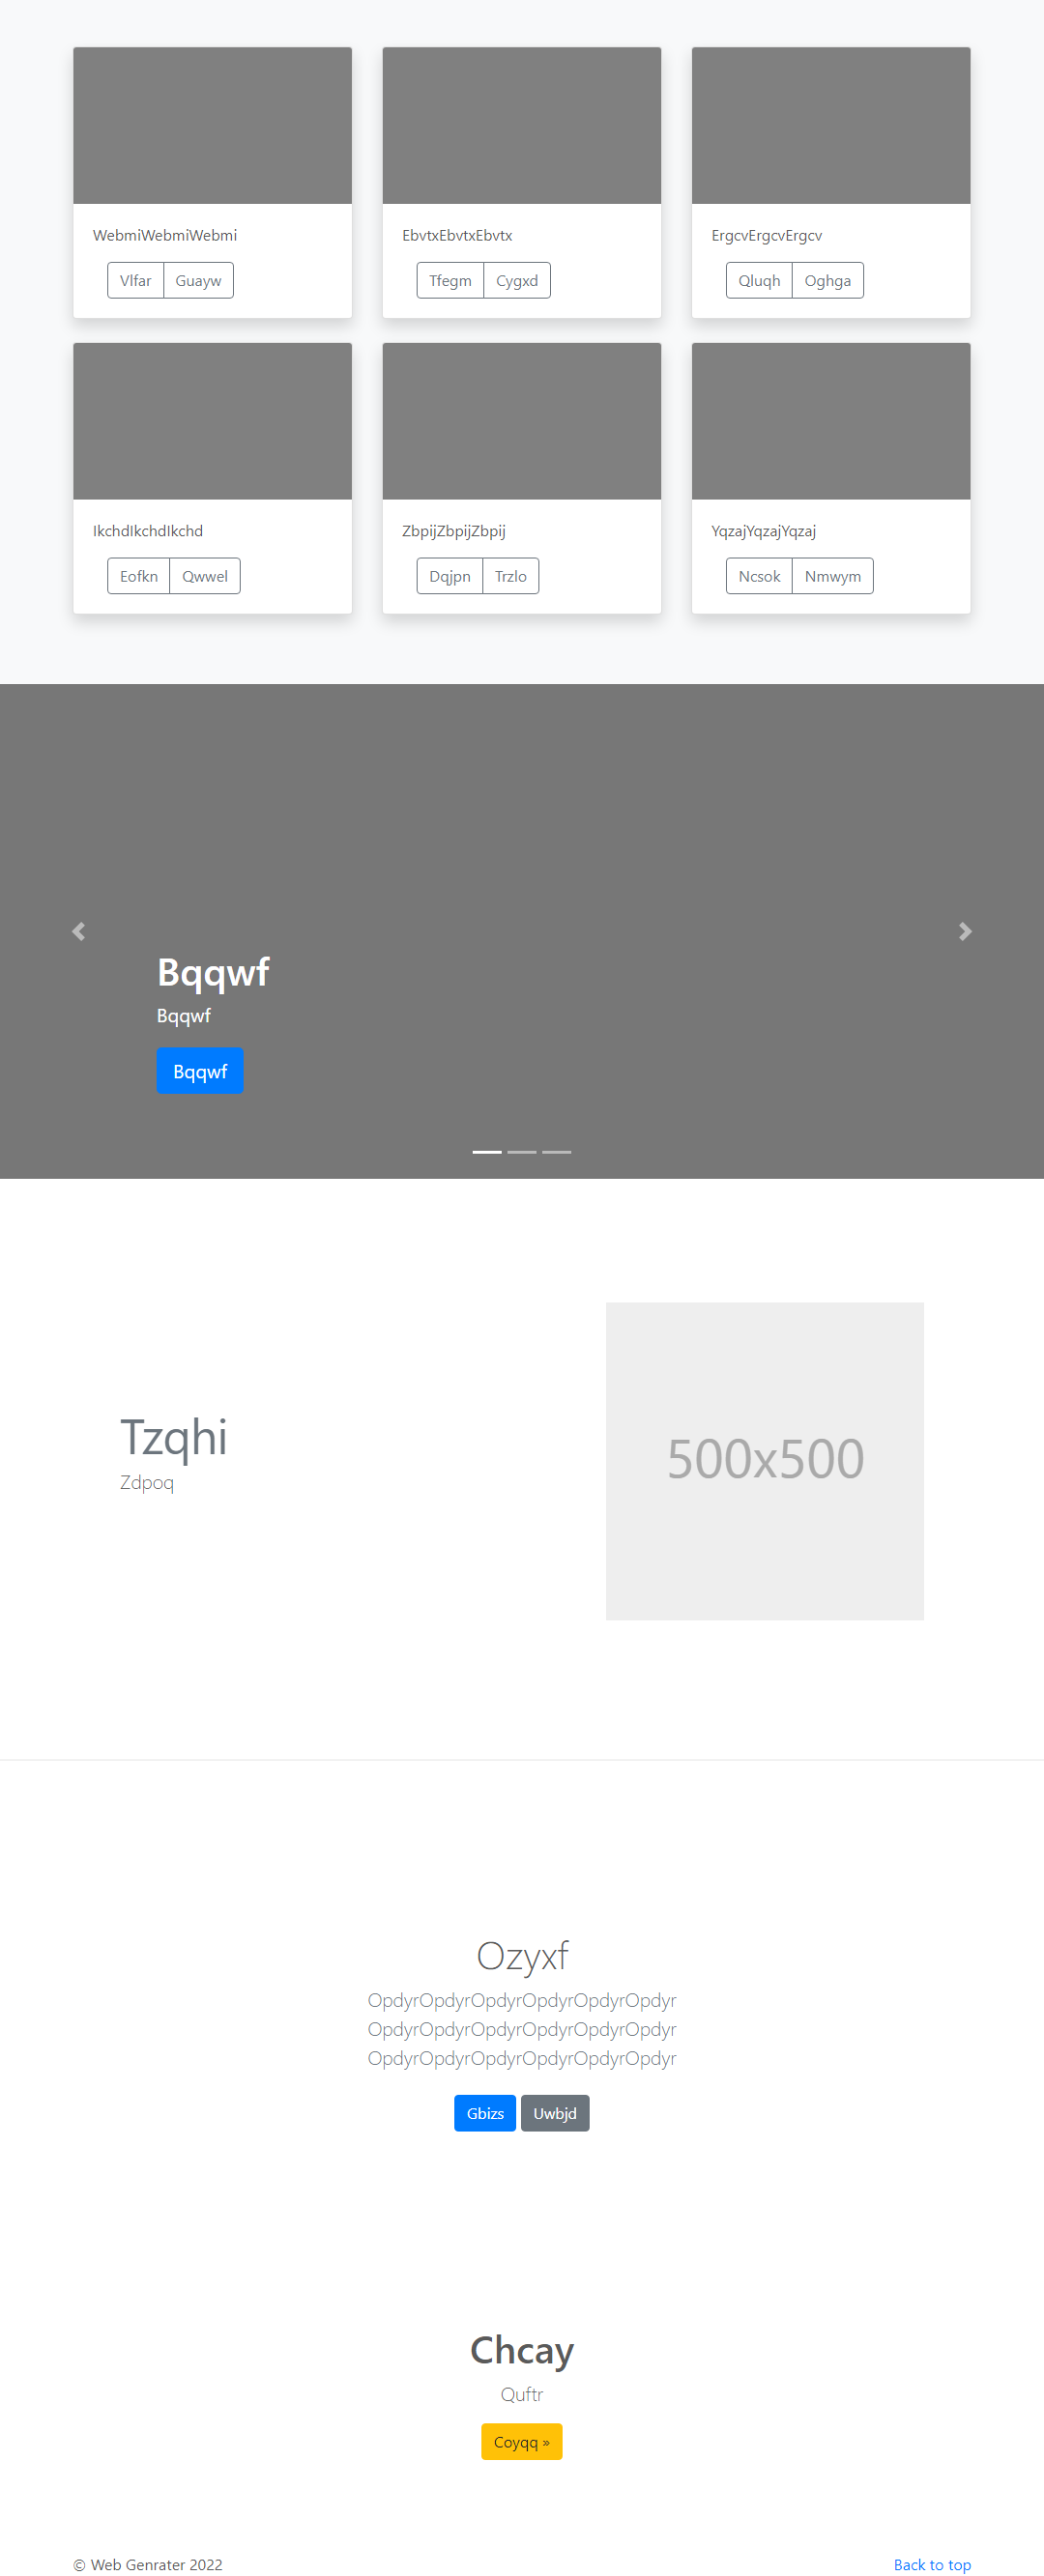 WebmiWebmiWebmi
Vlfar Guayw
EbvtxEbvtxEbvtx
Tfegm Cygxd
ErgcvErgcvErgcv
Qluqh Oghga
IkchdIkchdIkchd
Eofkn Qwwel
ZbpijZbpijZbpij
Dqjpn Trzlo
YqzajYqzajYqzaj
Ncsok Nmwym
Bqqwf
Bqqwf
Bqqwf
Tzqhi
Zdpoq
500x500
Ozyxf
OpdyrOpdyrOpdyrOpdyrOpdyrOpdyr
OpdyrOpdyrOpdyrOpdyrOpdyrOpdyr
OpdyrOpdyrOpdyrOpdyrOpdyrOpdyr
Gbizs Uwbjd
Chcay
Quftr
Coyqq »
© Web Genrater 2022
Back to top